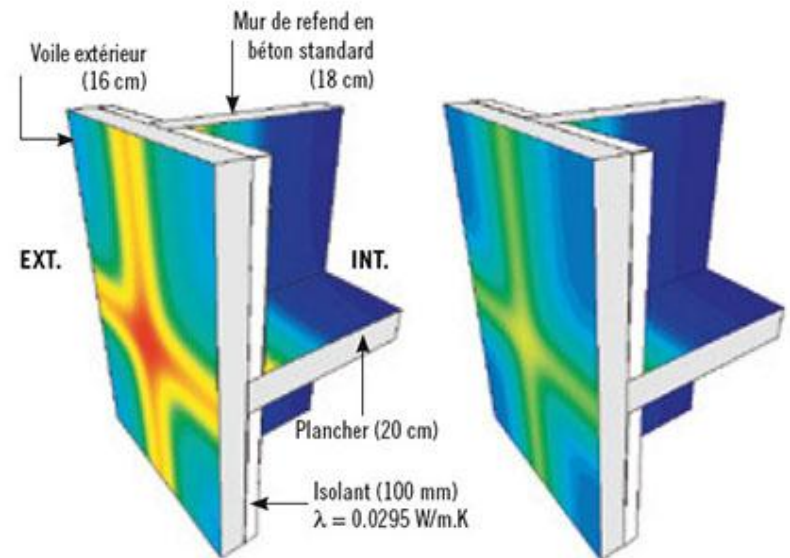 Mur de refend en
béton standard
(18 cm)
Voile extérieur
(16 cm)
EXT.
INT.
Plancher (20 cm)
Isolant (100 mm)
λ = 0.0295 W/m.K